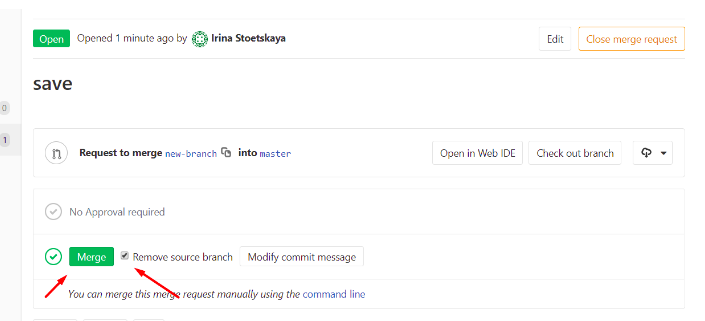 Open Opened 1 minute ago by Irina Stoetskaya Edit Close merge request
save
0
1
Request to merge new-branch into master Open in Web IDE Check out branch
No Approval required
Merge Remove source branch Modify commit message
You can merge this merge request manually using the command line